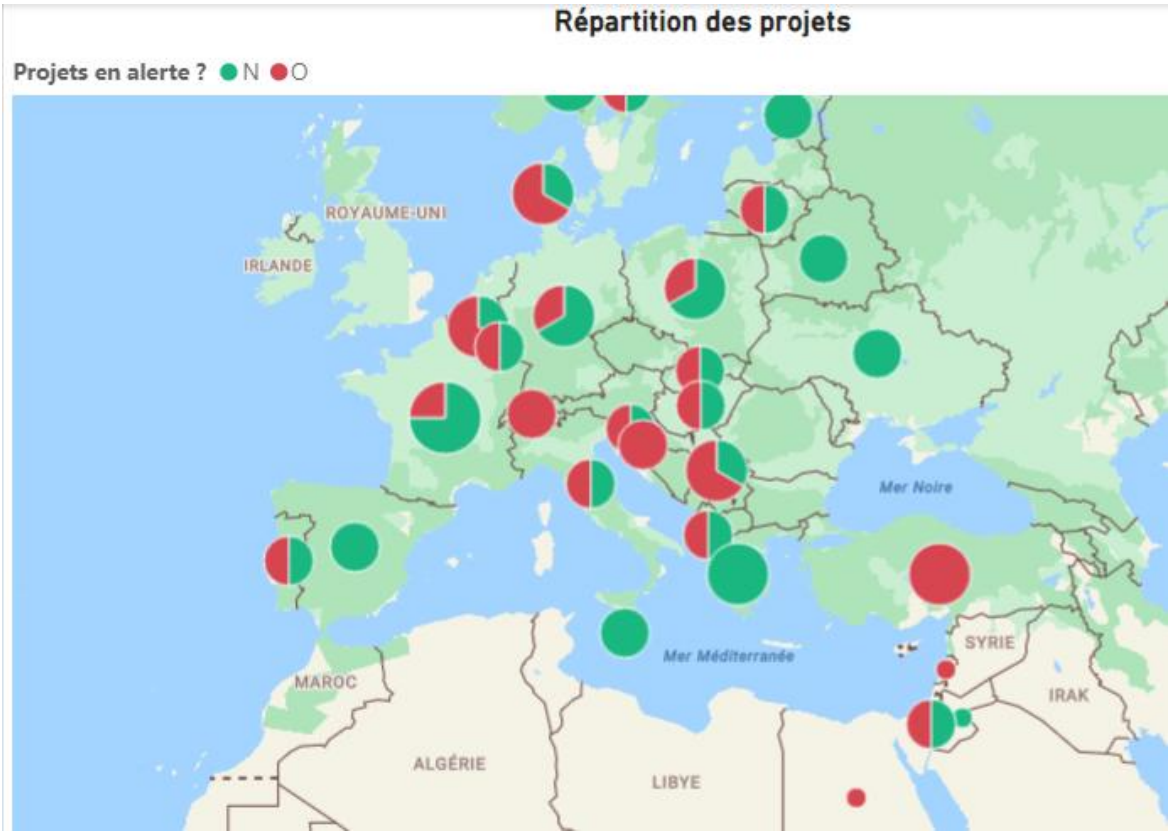 Répartition des projets
Projets en alerte ? N O
ROYAUME-UNI
IRLANDE
Mer Noire
Mer Méditerranée
SYRIE
MAROC
IRAK
ALGÉRIE
LIBYE